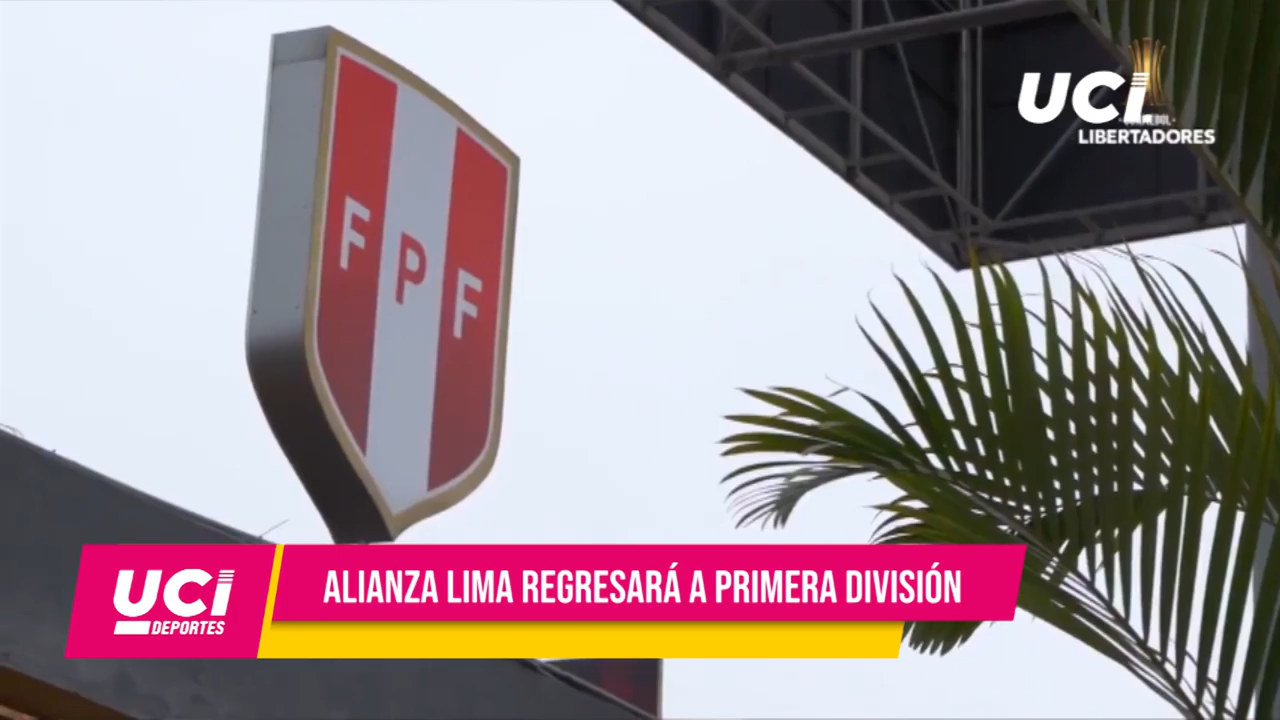 FPF
UCI
LIBERTADORES
ALIANZA LIMA REGRESARÁ A PRIMERA DIVISIÓN
UCI
DEPORTES